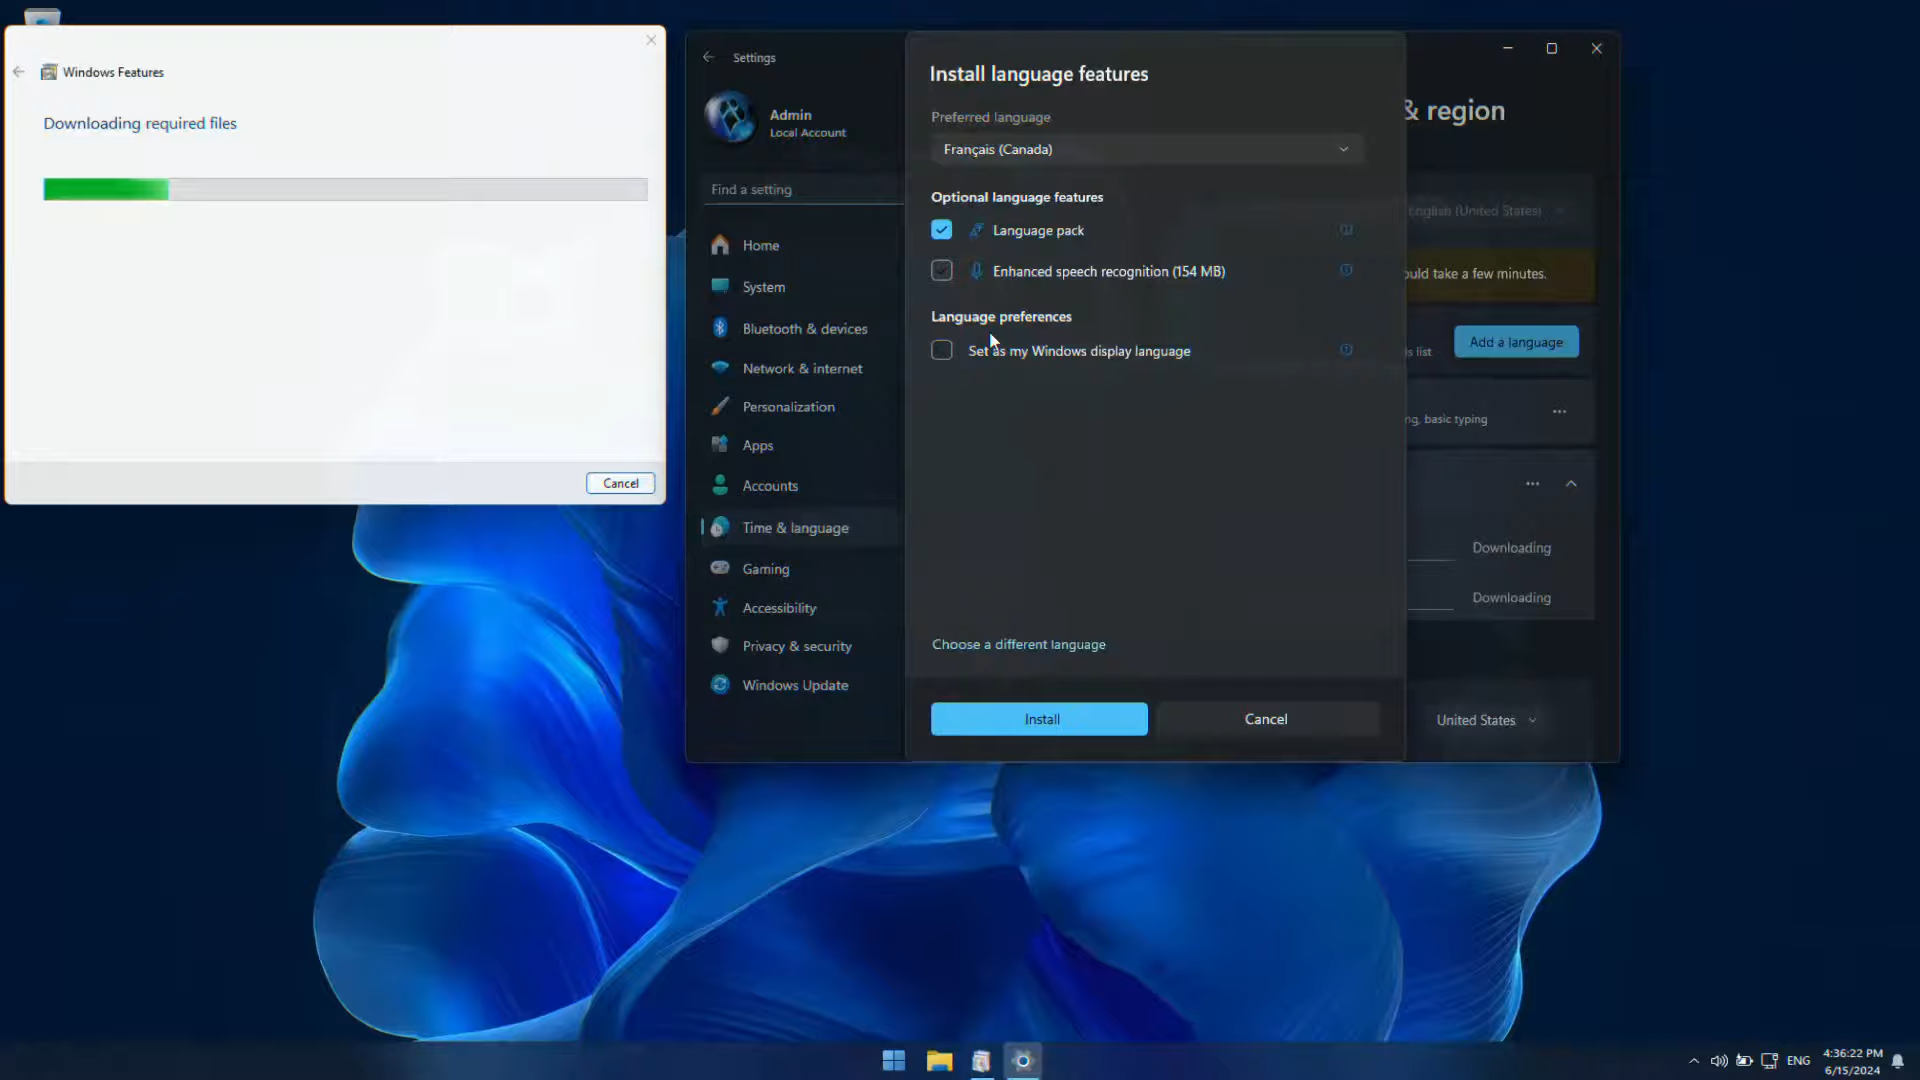 Windows Features
Downloading required files
Cancel
Settings
Admin
Local Account
Find a setting
Home
System
Bluetooth & devices
Network & internet
Personalization
Apps
Accounts
Time & language
Gaming
Accessibility
Privacy & security
Windows Update
Install language features
Preferred language
Français (Canada)
Optional language features
Language pack
Enhanced speech recognition (154 MB)
Language preferences
Set as my Windows display language
Choose a different language
Install
Cancel
& region
English (United States)
ould take a few minutes.
s list
Add a language
ng, basic typing
Downloading
Downloading
United States
ENG
4:36:22 PM
6/15/2024